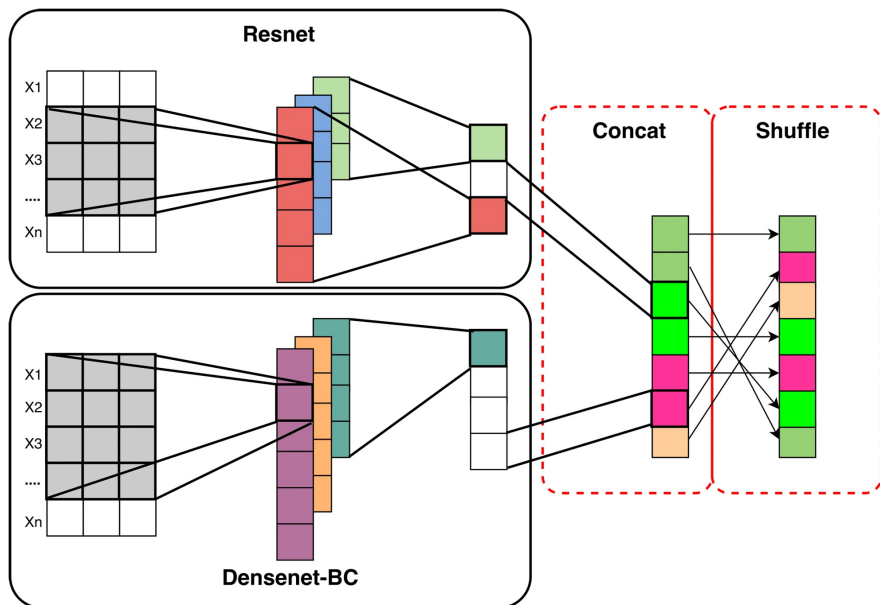 Resnet
X1
X2
X3
....
Xn
Concat
Shuffle
X1
X2
X3
....
Xn
Densenet-BC